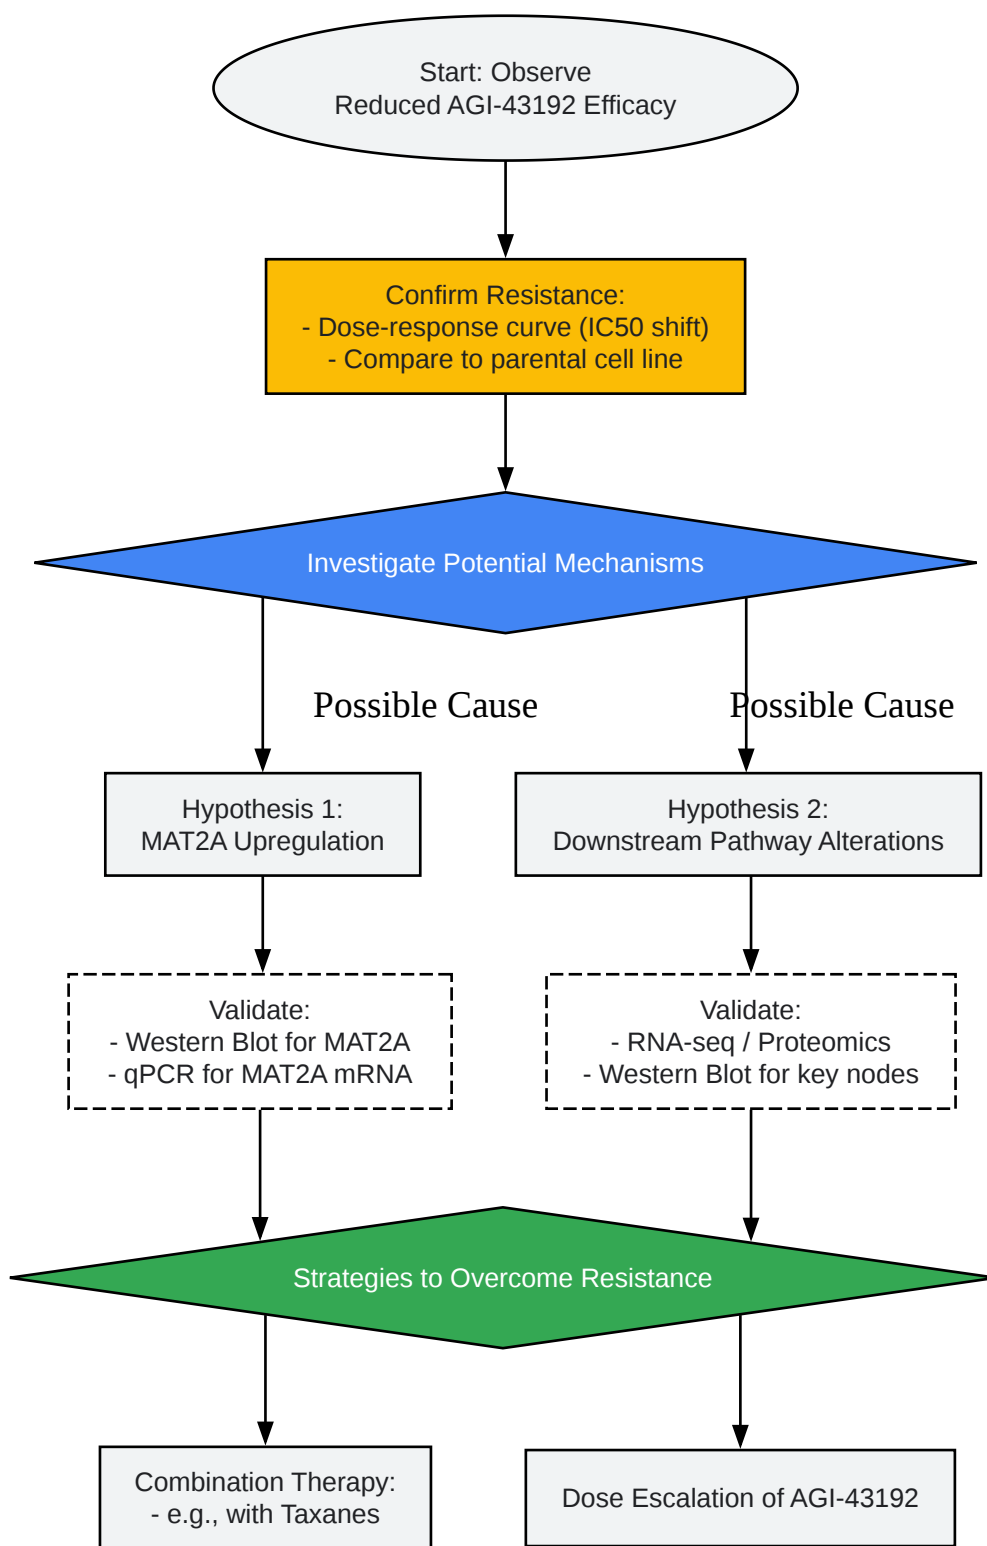 Start: Observe
Reduced AGI-43192 Efficacy
Confirm Resistance:
- Dose-response curve (IC50 shift)
- Compare to parental cell line
Investigate Potential Mechanisms
Possible Cause
Possible Cause
Hypothesis 1:
MAT2A Upregulation
Hypothesis 2:
Downstream Pathway Alterations
Validate:
- Western Blot for MAT2A
- qPCR for MAT2A mRNA
Validate:
- RNA-seq / Proteomics
- Western Blot for key nodes
Strategies to Overcome Resistance
Combination Therapy:
- e.g., with Taxanes
Dose Escalation of AGI-43192